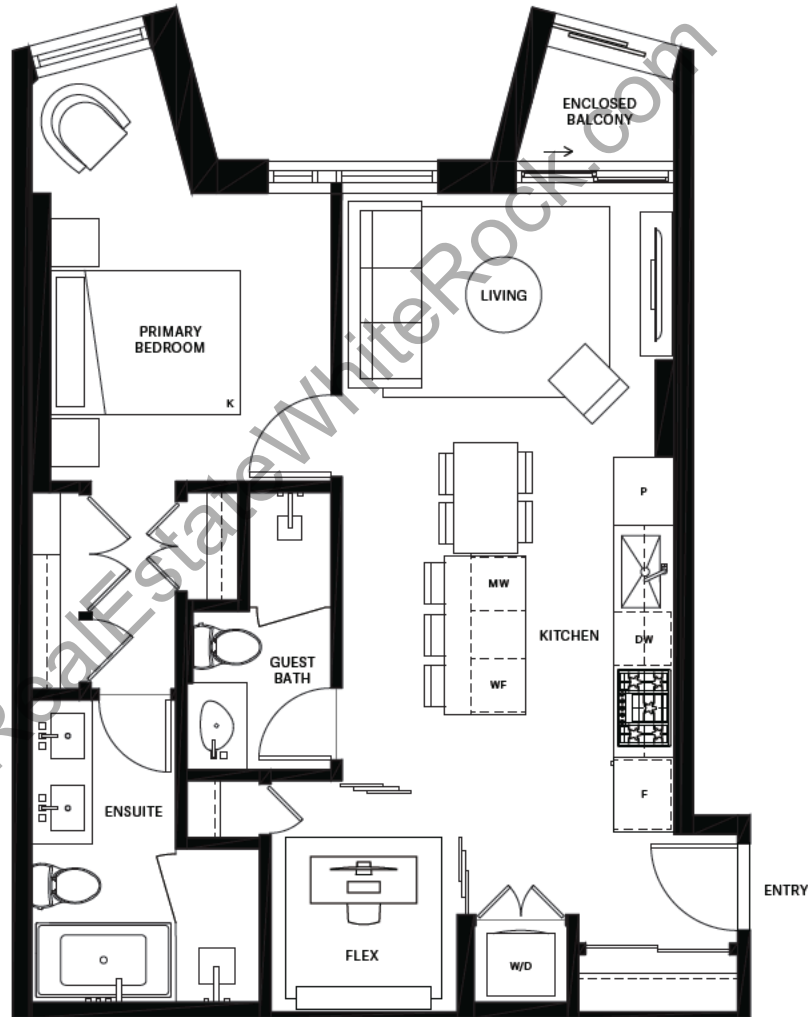 ENCLOSED
BALCONY
LIVING
PRIMARY
BEDROOM
K
P
MW
KITCHEN
DW
GUEST
BATH
WF
F
ENSUITE
ENTRY
FLEX
W/D
RealEstateWhiteRock.com